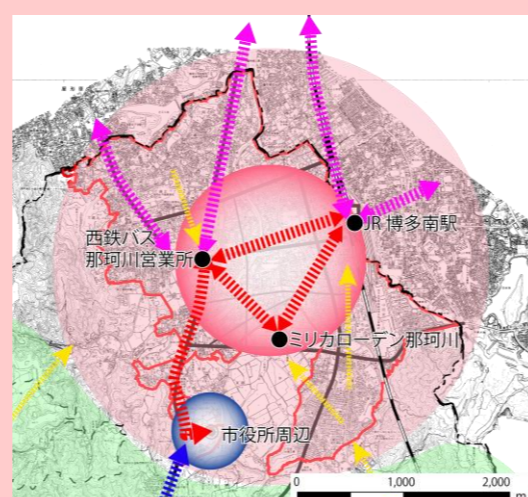 JR 博多南駅
西鉄バス
那珂川営業所
ミリカローデン那珂川
市役所周辺
0 1,000 2,000
m